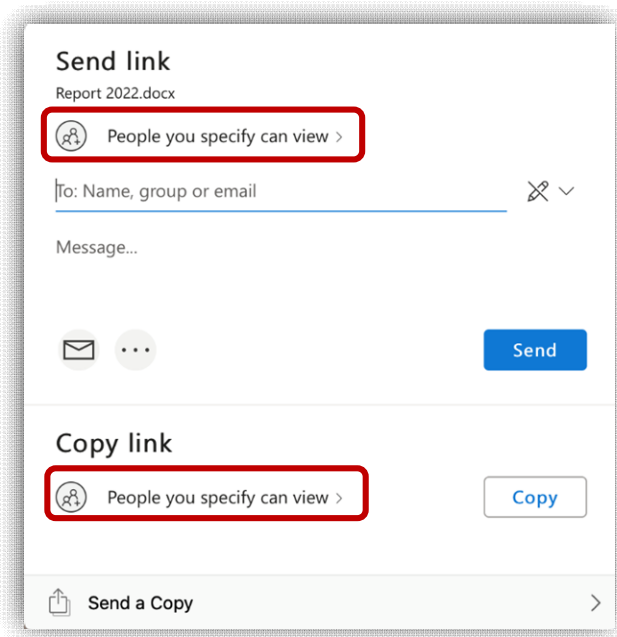 Send link
Report 2022.docx
People you specify can view
To: Name, group or email
Message...
Send
Copy link
People you specify can view
Copy
Send a Copy